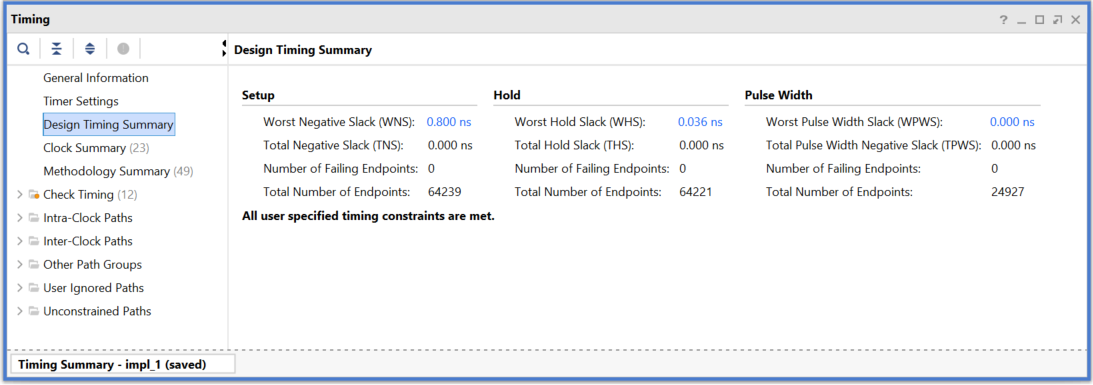 Timing
Design Timing Summary
General Information
Timer Settings
Design Timing Summary
Clock Summary (23)
Methodology Summary (49)
Check Timing (12)
Intra-Clock Paths
Inter-Clock Paths
Other Path Groups
User Ignored Paths
Unconstrained Paths
Setup
Worst Negative Slack (WNS): 0.800 ns
Total Negative Slack (TNS): 0.000 ns
Number of Failing Endpoints: 0
Total Number of Endpoints: 64239
Hold
Worst Hold Slack (WHS): 0.036 ns
Total Hold Slack (THS): 0.000 ns
Number of Failing Endpoints: 0
Total Number of Endpoints: 64221
Pulse Width
Worst Pulse Width Slack (WPWS): 0.000 ns
Total Pulse Width Negative Slack (TPWS): 0.000 ns
Number of Failing Endpoints: 0
Total Number of Endpoints: 24927
All user specified timing constraints are met.
Timing Summary - impl_1 (saved)